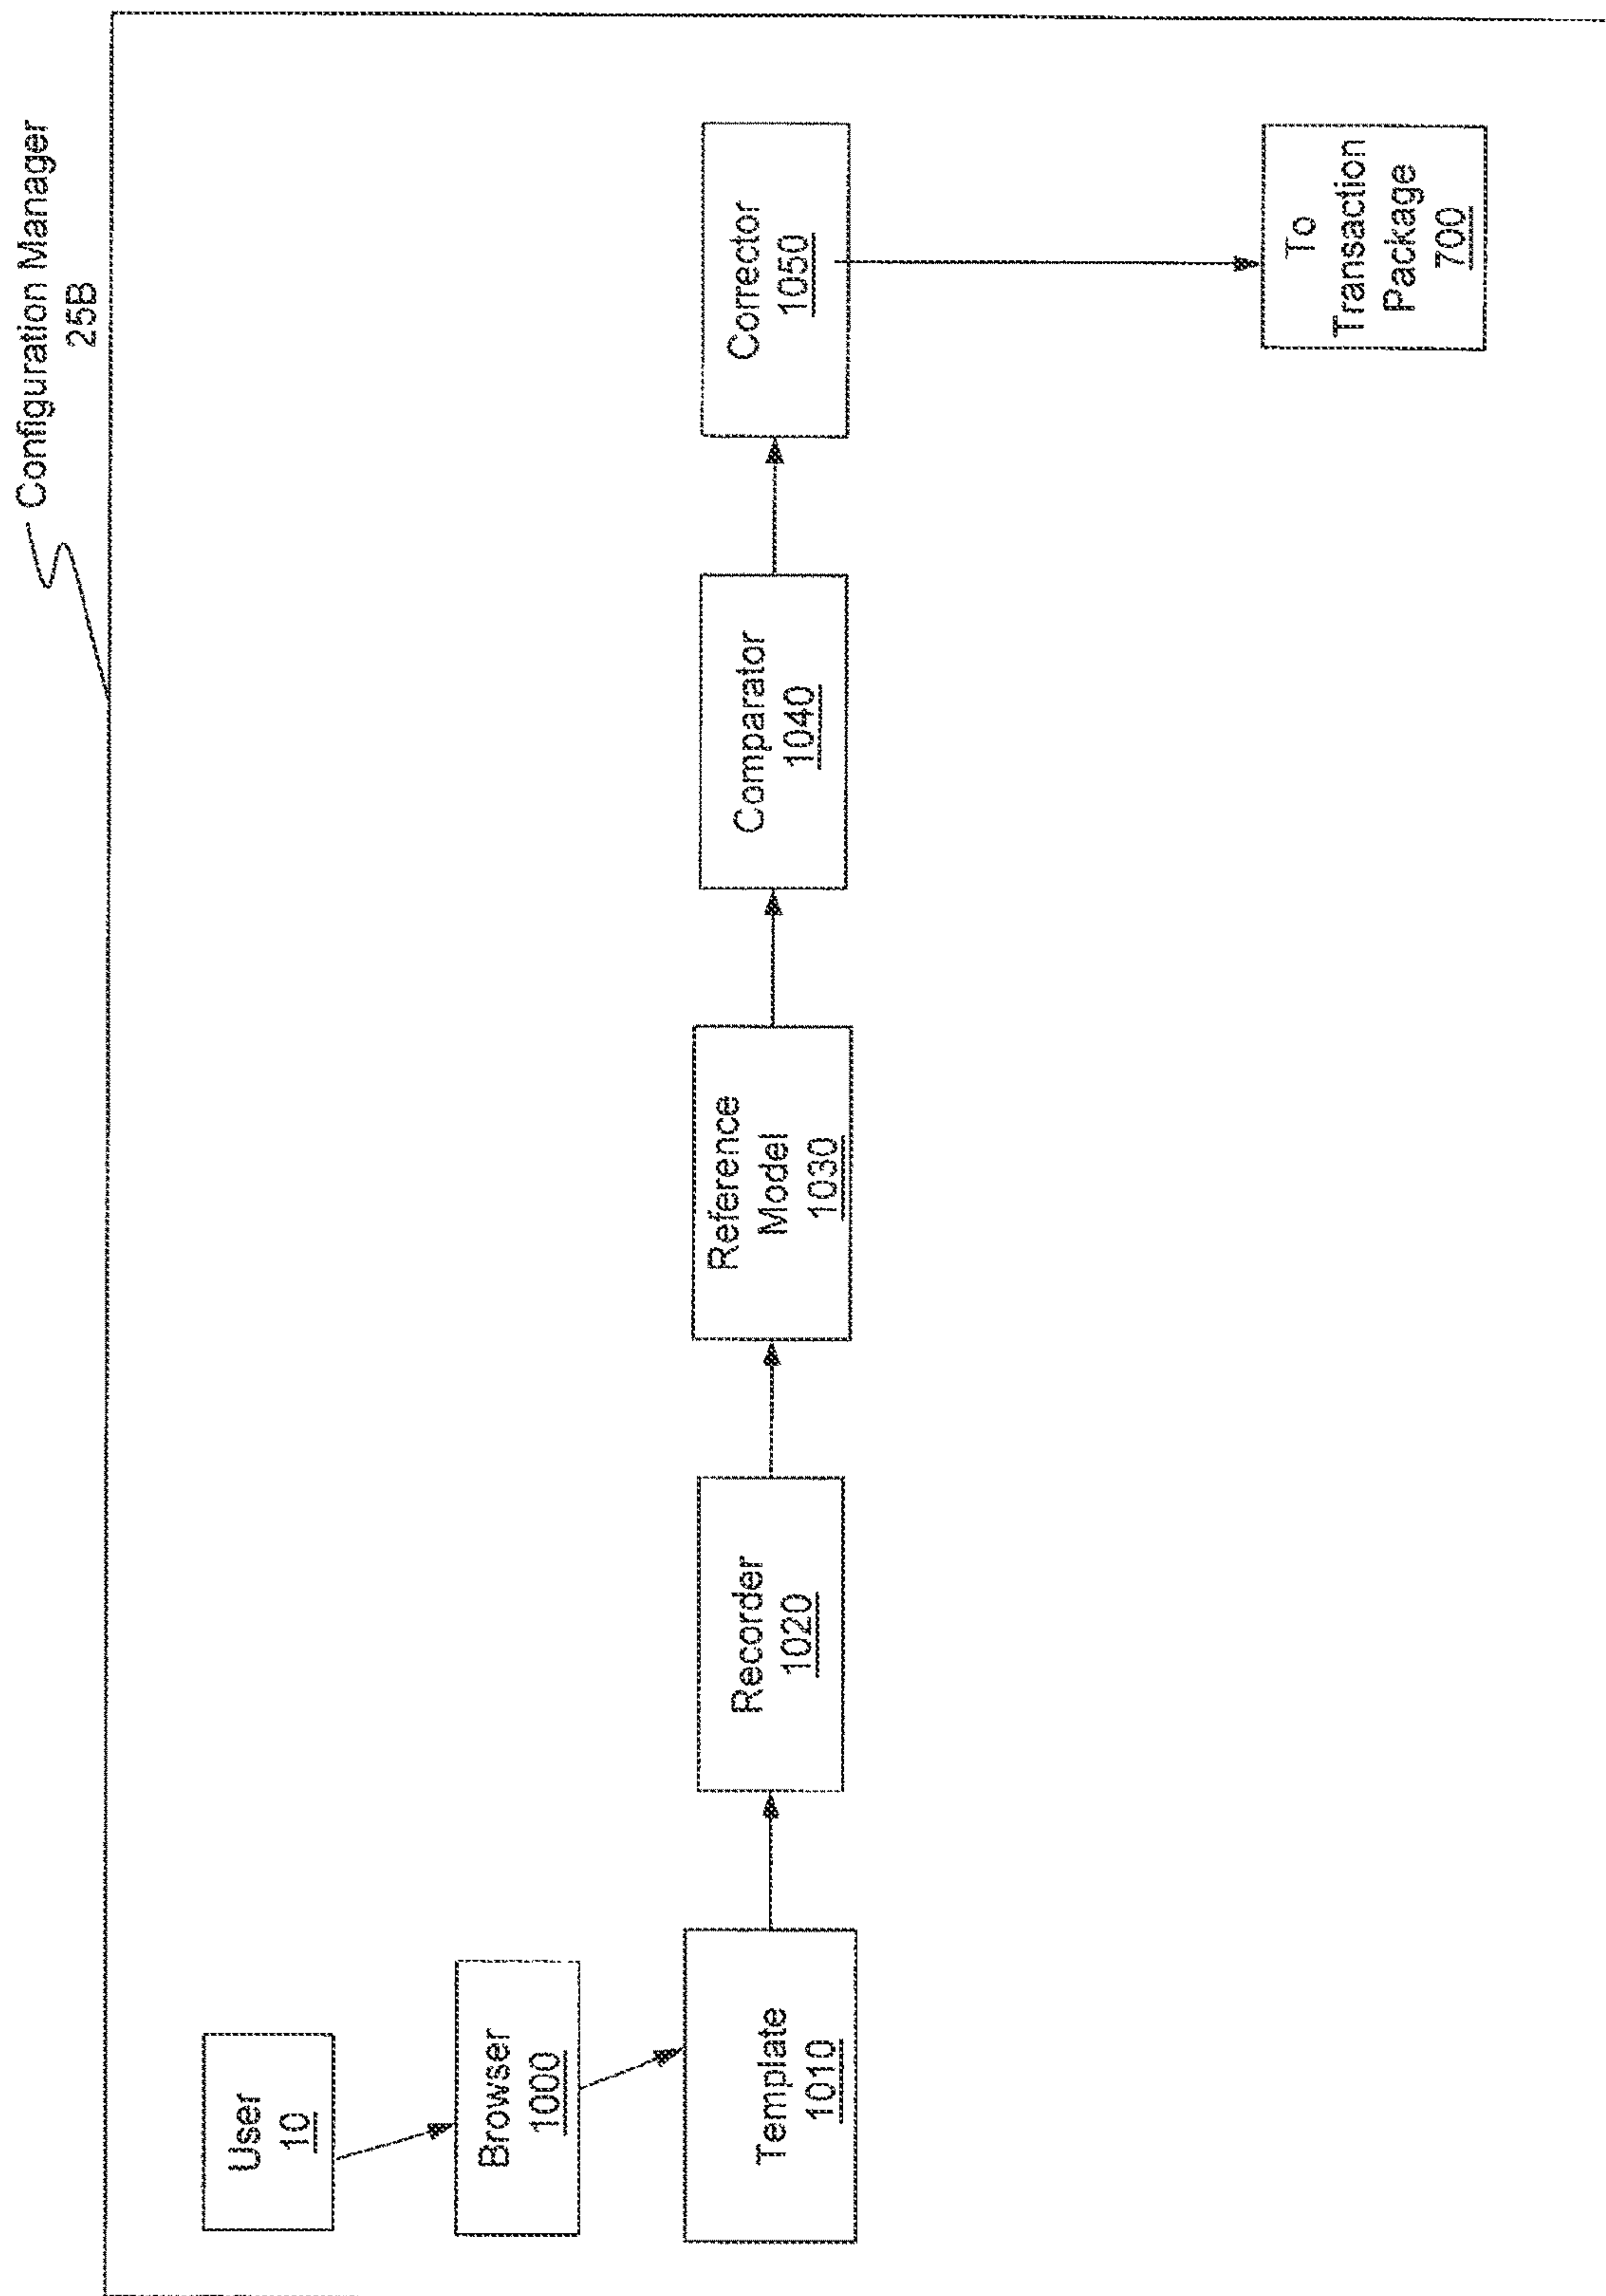 Configuration Manager
25B
User
10
Browser
1000
Template
1010
Recorder
1020
Reference
Model
1030
Comparator
1040
Corrector
1050
To
Transaction
Package
700